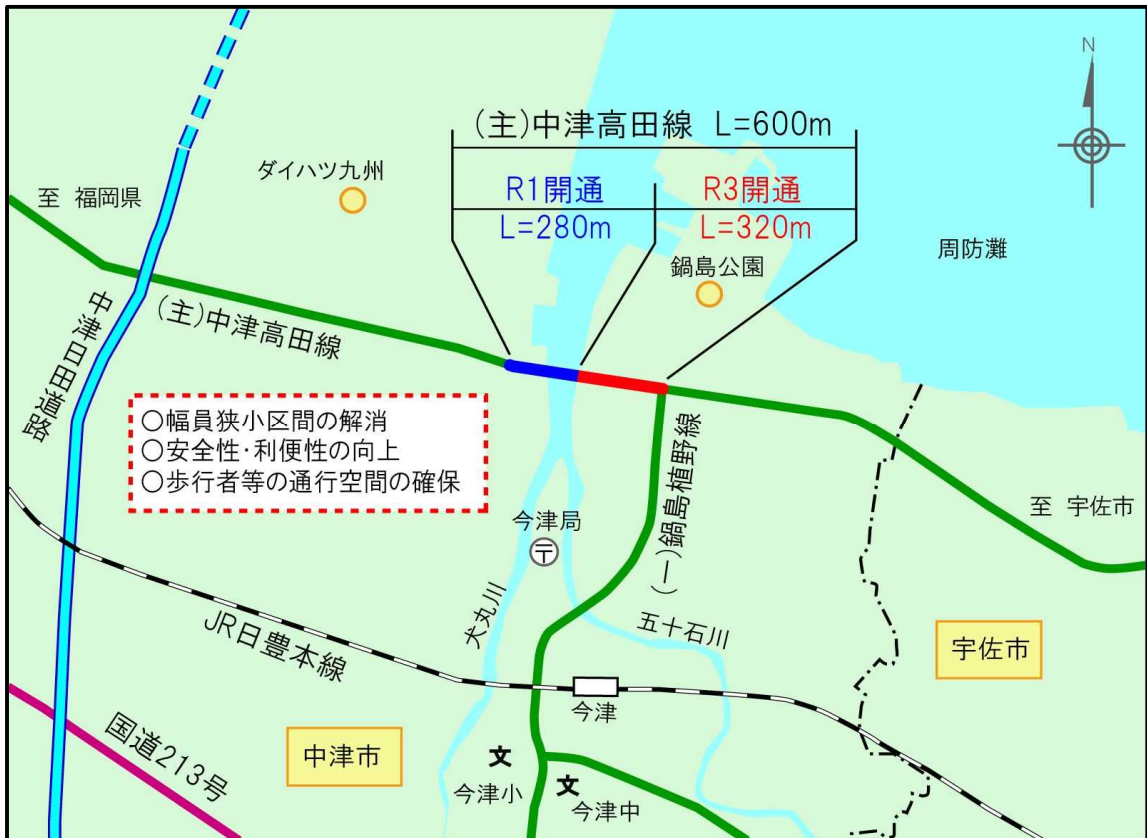 N
(主)中津高田線 L=600m
ダイハツ九州
R1開通
R3開通
至 福岡県
L=280m
L=320m
周防灘
鍋島公園
(主)中津高田線
中津日田道路
○幅員狭小区間の解消
○安全性・利便性の向上
○歩行者等の通行空間の確保
(一)鍋島植野線
至 宇佐市
今津局
〒
犬丸川
五十石川
JR日豊本線
宇佐市
今津
国道213号
中津市
文
今津小
文
今津中